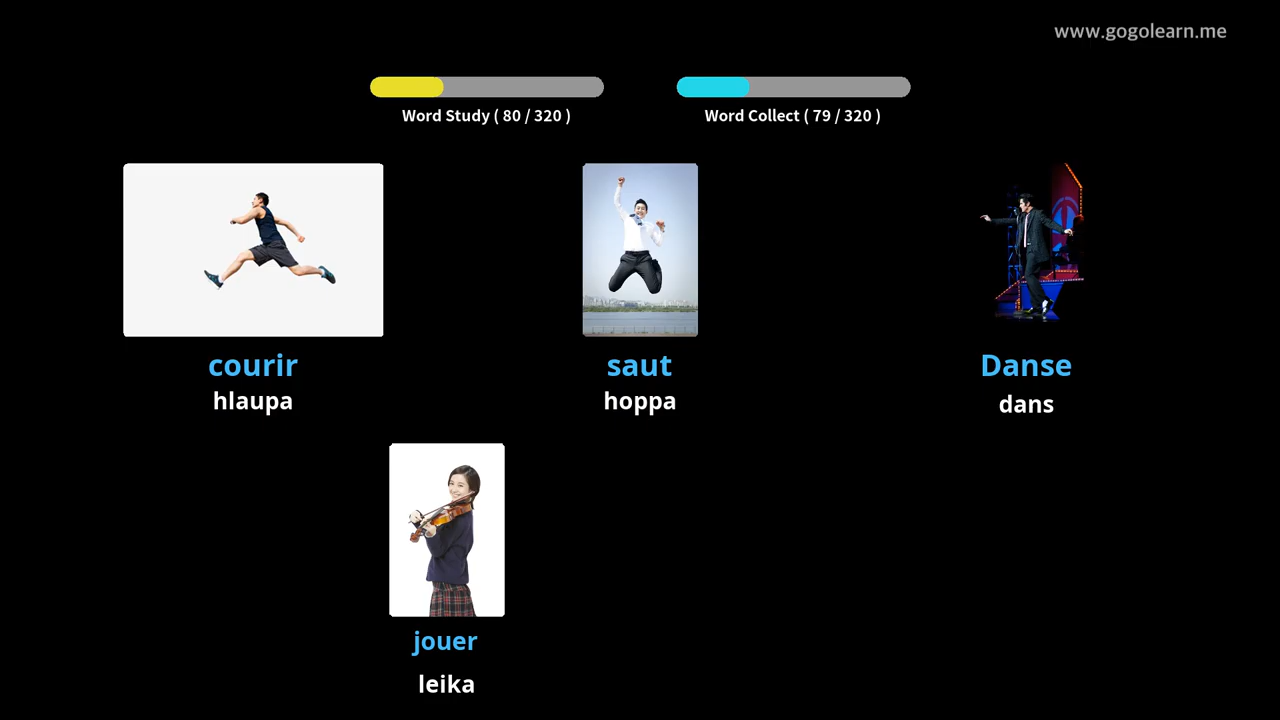 www.gogolearn.me
Word Study ( 80 / 320 )
Word Collect ( 79 / 320 )
courir
hlaupa
saut
hoppa
Danse
dans
jouer
leika